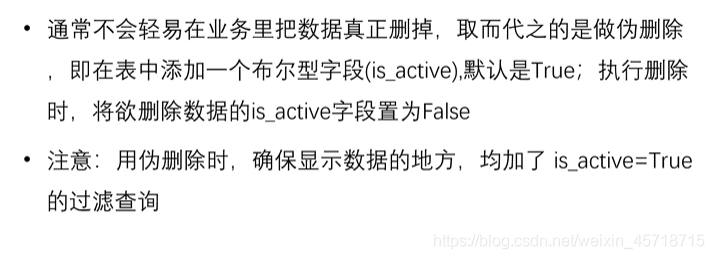 • 通常不会轻易在业务里把数据真正删掉，取而代之的是做伪删除
，即在表中添加一个布尔型字段(is_active),默认是True；执行删除
时，将欲删除数据的is_active字段置为False
• 注意：用伪删除时，确保显示数据的地方，均加了 is_active=True
的过滤查询
https://blog.csdn.net/weixin_45718715